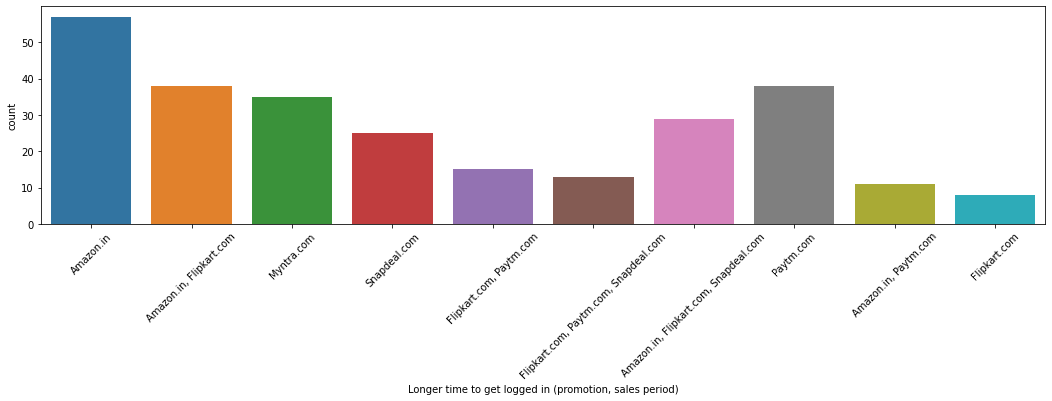 50
40
30
20
10
0
count
Amazon.in
Amazon.in, Flipkart.com
Myntra.com
Snapdeal.com
Flipkart.com, Paytm.com
Flipkart.com, Paytm.com, Snapdeal.com
Amazon.in, Flipkart.com, Snapdeal.com
Paytm.com
Amazon.in, Paytm.com
Flipkart.com
Longer time to get logged in (promotion, sales period)